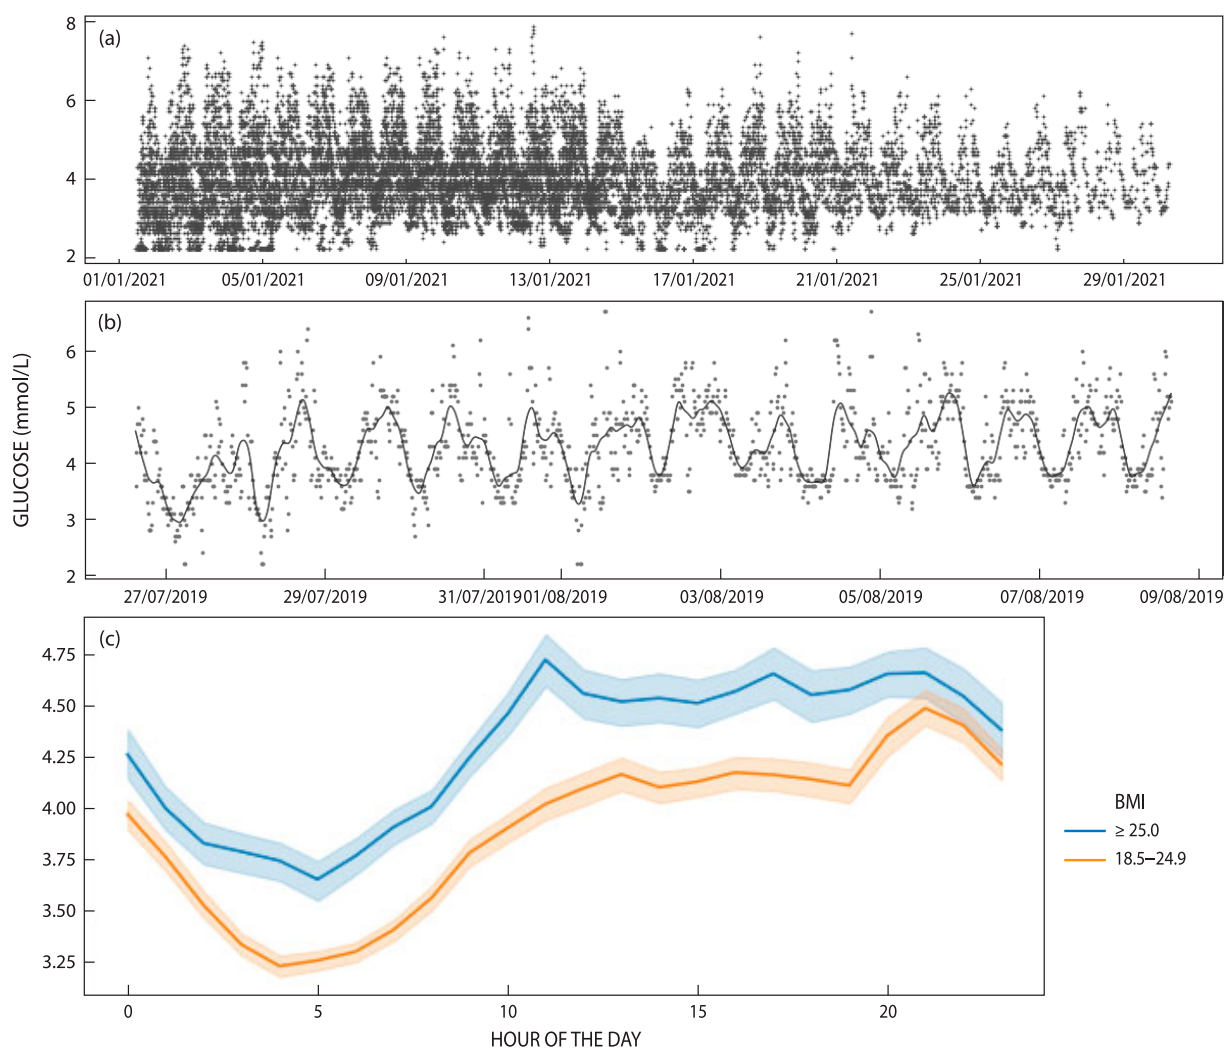 8
(a)
6
4
2
01/01/2021 05/01/2021 09/01/2021 13/01/2021 17/01/2021 21/01/2021 25/01/2021 29/01/2021
(b)
6
5
4
3
2
27/07/2019 29/07/2019 31/07/2019 01/08/2019 03/08/2019 05/08/2019 07/08/2019 09/08/2019
GLUCOSE (mmol/L)
(c)
4.75
4.50
4.25
4.00
3.75
3.50
3.25
0 5 10 15 20
HOUR OF THE DAY
BMI
≥ 25.0
18.5–24.9